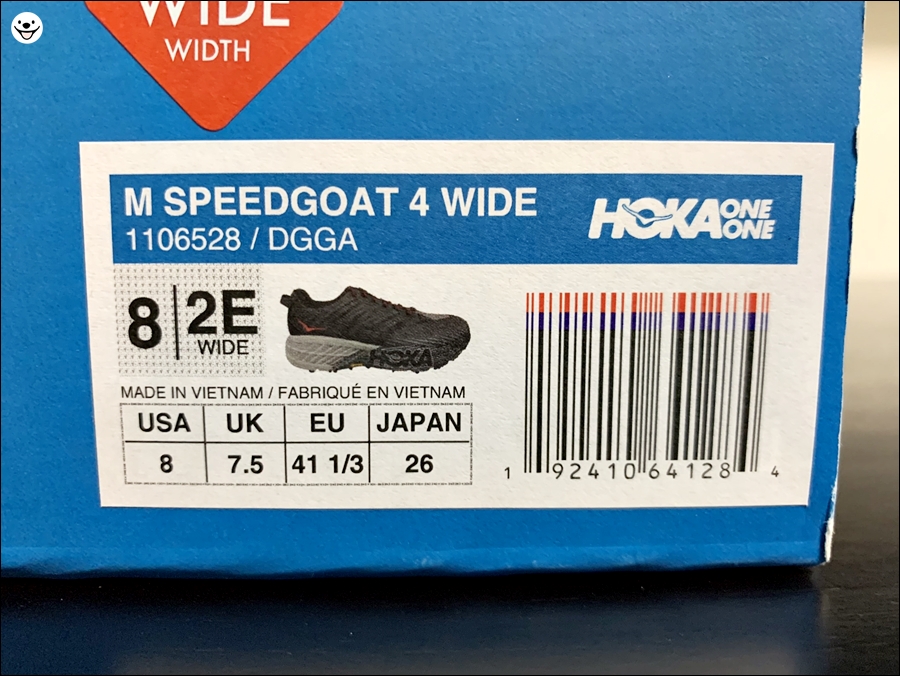 WIDE
WIDTH
M SPEEDGOAT 4 WIDE
1106528 / DGGA
HOKA ONE ONE
8 2E
WIDE
HOKA
MADE IN VIETNAM / FABRIQUÉ EN VIETNAM
USA UK EU JAPAN
8 7.5 41 1/3 26
1 92410 64128 4